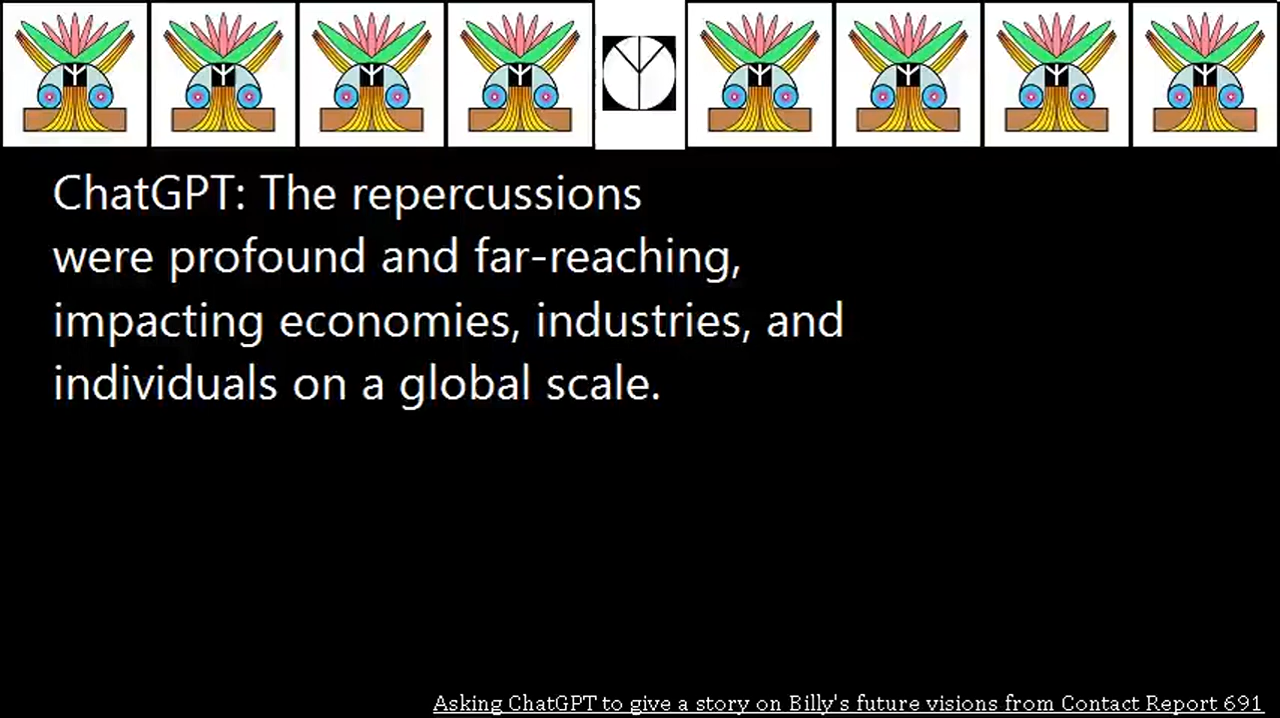 ChatGPT: The repercussions
were profound and far-reaching,
impacting economies, industries, and
individuals on a global scale.
Asking ChatGPT to give a story on Billy's future visions from Contact Report 691